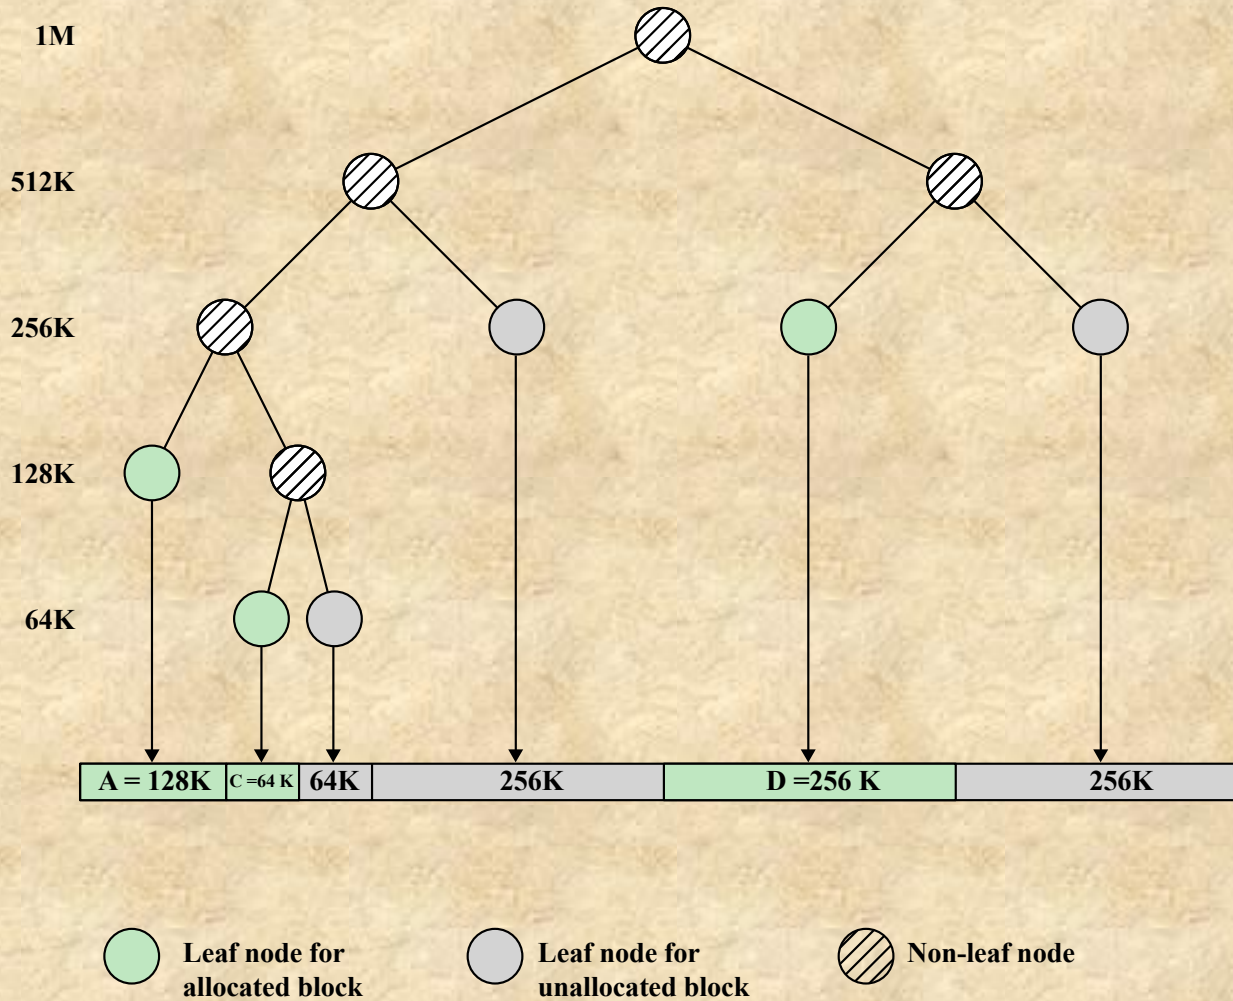 1M
512K
256K
128K
64K
A = 128K
C =64 K
64K
256K
D =256 K
256K
Leaf node for
allocated block
Leaf node for
unallocated block
Non-leaf node